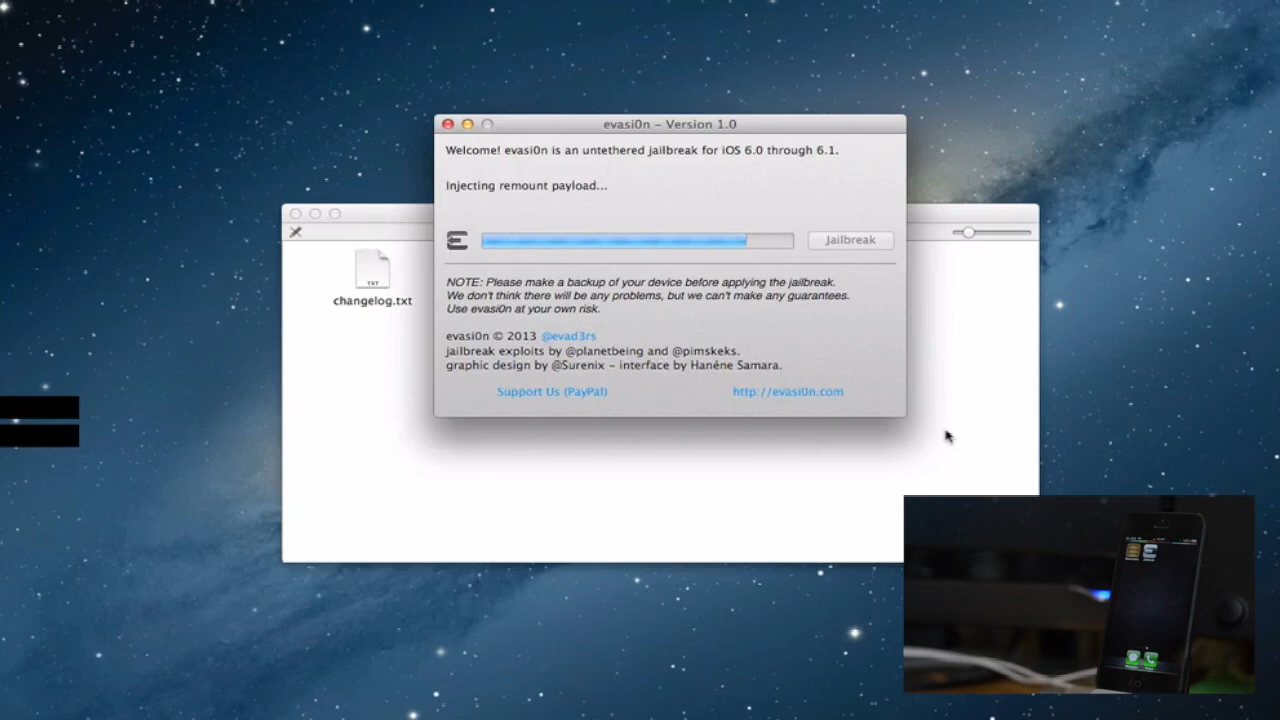 evasi0n – Version 1.0
Welcome! evasi0n is an untethered jailbreak for iOS 6.0 through 6.1.
Injecting remount payload...
Jailbreak
NOTE: Please make a backup of your device before applying the jailbreak.
We don't think there will be any problems, but we can't make any guarantees.
Use evasi0n at your own risk.
evasi0n © 2013 @evad3rs
jailbreak exploits by @planetbeing and @pimskeks.
graphic design by @Surenix – interface by Hanéne Samara.
Support Us (PayPal) http://evasi0n.com
TXT
changelog.txt